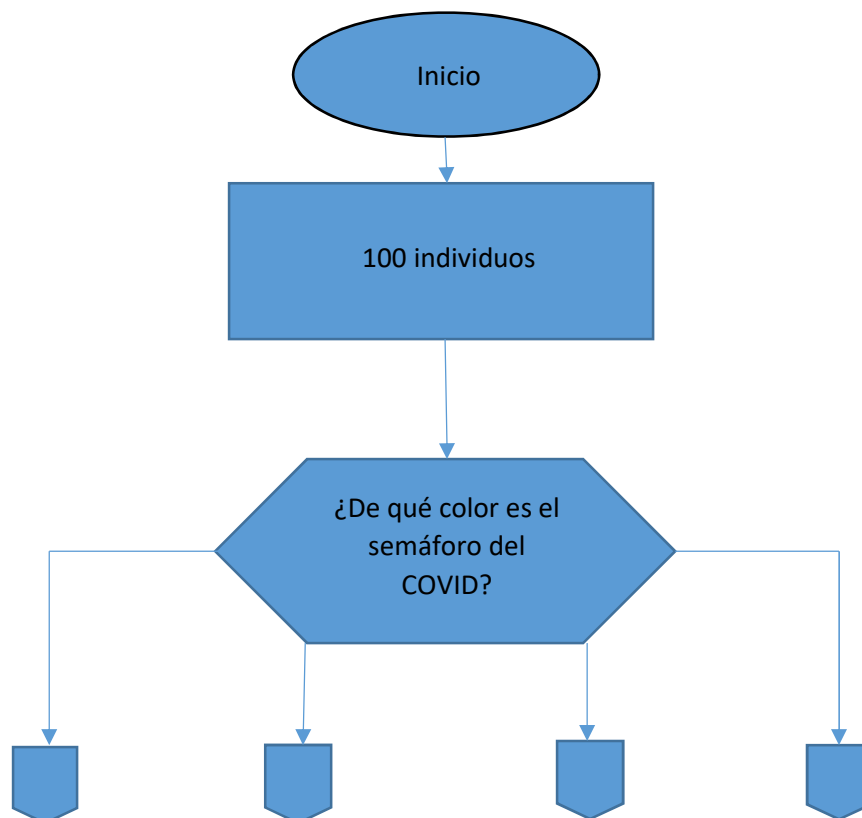 Inicio
100 individuos
¿De qué color es el
semáforo del
COVID?